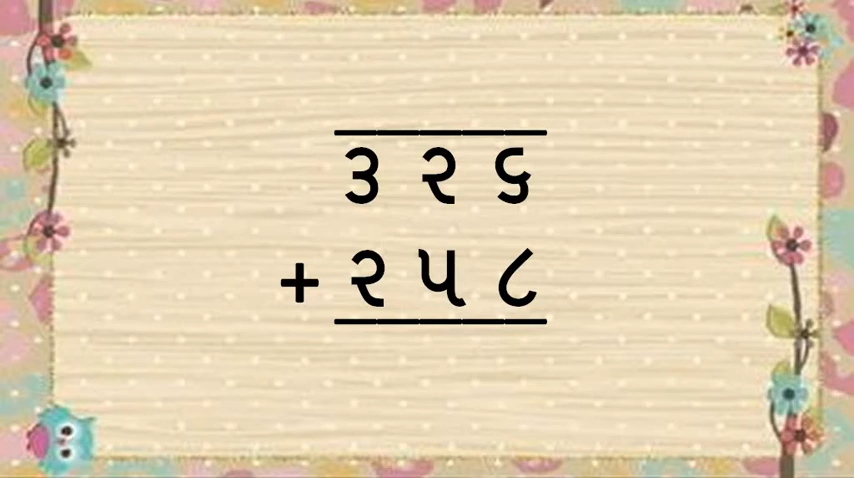 ૩ ૨ ૬
+ ૨ ૫ ૮